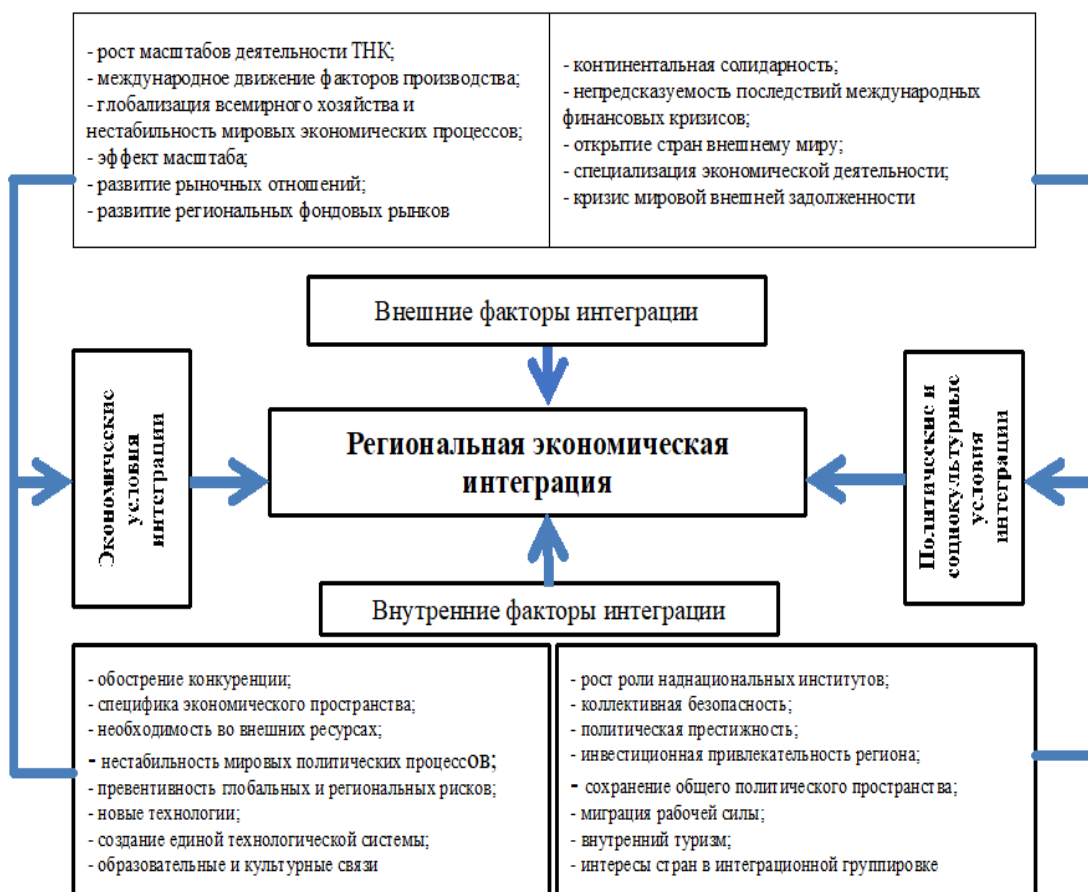 - рост масштабов деятельности ТНК;
- международное движение факторов производства;
- глобализация всемирного хозяйства и
нестабильность мировых экономических процессов;
- эффект масштаба;
- развитие рыночных отношений;
- развитие региональных фондовых рынков
- континентальная солидарность;
- непредсказуемость последствий международных
финансовых кризисов;
- открытие стран внешнему миру;
- специализация экономической деятельности;
- кризис мировой внешней задолженности
Внешние факторы интеграции
Экономические
условия
интеграции
Региональная экономическая
интеграция
Политические и
социокультурные
условия
интеграции
Внутренние факторы интеграции
- обострение конкуренции;
- специфика экономического пространства;
- необходимость во внешних ресурсах;
- нестабильность мировых политических процессОВ;
- превентивность глобальных и региональных рисков;
- новые технологии;
- создание единой технологической системы;
- образовательные и культурные связи
- рост роли наднациональных институтов;
- коллективная безопасность;
- политическая престижность;
- инвестиционная привлекательность региона;
- сохранение общего политического пространства;
- миграция рабочей силы;
- внутренний туризм;
- интересы стран в интеграционной группировке